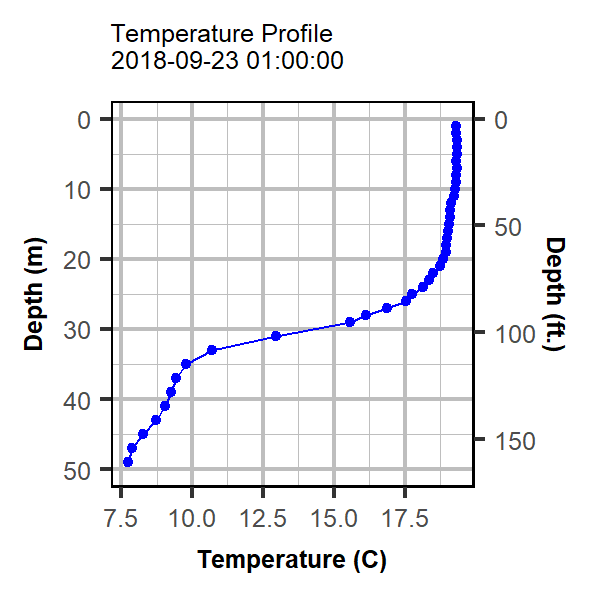 Temperature Profile
2018-09-23 01:00:00
0
10
20
30
40
50
Depth (m)
0
50
100
150
Depth (ft.)
7.5 10.0 12.5 15.0 17.5
Temperature (C)